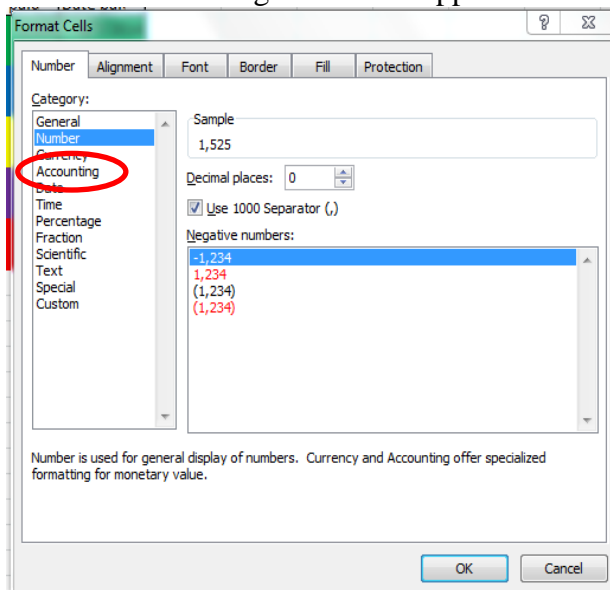 Format Cells
Number Alignment Font Border Fill Protection
Category:
General
Number
Currency
Accounting
Date
Time
Percentage
Fraction
Scientific
Text
Special
Custom
Sample
1,525
Decimal places: 0
Use 1000 Separator (,)
Negative numbers:
-1,234
1,234
(1,234)
(1,234)
Number is used for general display of numbers. Currency and Accounting offer specialized
formatting for monetary value.
OK Cancel